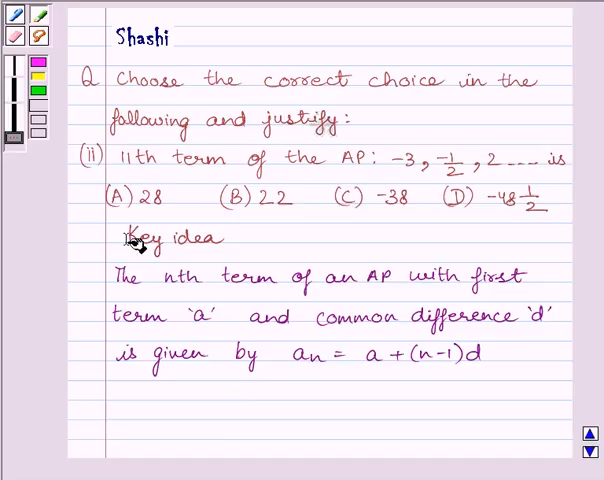 Shashi
Q Choose the correct choice in the
following and justify:
(ii) 11th term of the AP: -3, -1/2, 2 .... is
(A) 28 (B) 22 (C) -38 (D) -48 1/2
Key idea
The nth term of an AP with first
term 'a' and common difference 'd'
is given by an = a + (n-1)d